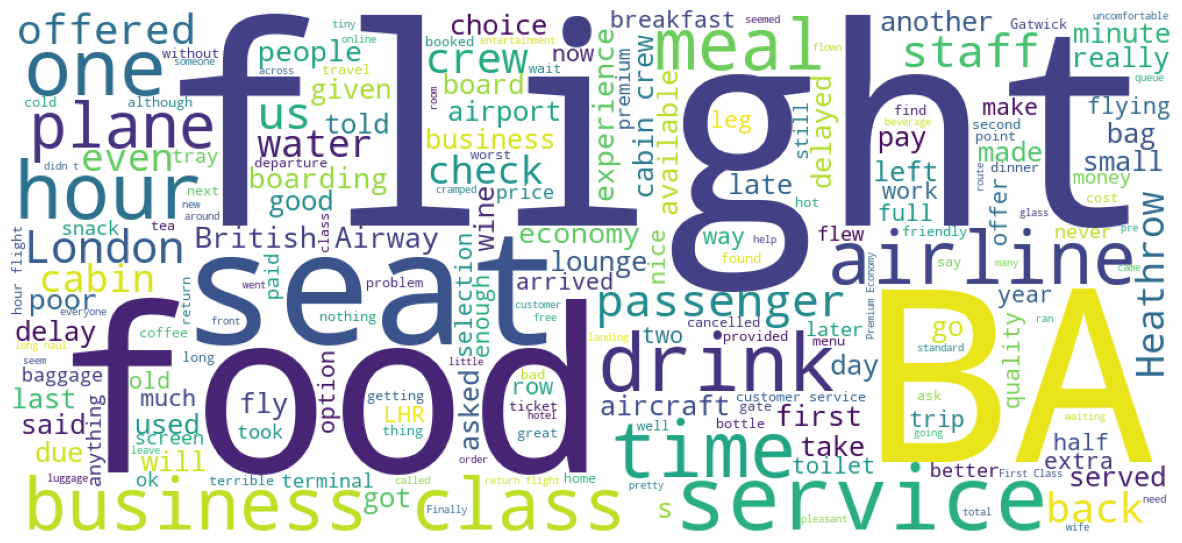 flight
food
BA
seat
service
business class
time
meal
one
hour
plane
drink
airline
London
staff
crew
passenger
Heathrow
back
cabin
check
water
us
offered
British Airway
economy
even
boarding
good
given
told
people
choice
board
airport
business
breakfast
experience
cabin crew
premium
available
delayed
another
minute
really
flying
bag
small
made
money
make
pay
left
work
full
late
leg
now
still
way
nice
flew
offer
never
lounge
arrived
wine
selection
enough
poor
delay
baggage
old
last
said
used
much
due
will
ok
anything
screen
terminal
got
took
fly
LHR
option
asked
row
aircraft
two
later
day
year
quality
go
trip
first
take
toilet
half
extra
served
better
s
price
snack
paid
tray
next
new
around
tea
cold
although
without
someone
didn t
departure
across
travel
tiny
online
booked
entertainment
wait
seemed
room
worst
cramped
class
hot
help
found
find
beverage
second
point
dinner
glass
cost
pre
many
came
route
friendly
say
Gatwick
uncomfortable
queue
flown
hour flight
everyone
return
went
problem
nothing
customer
free
front
long
coffee
long haul
seem
leave
luggage
terrible
getting
thing
called
Finally
return flight
home
order
bad
ticket
hotel
great
little
landing
cancelled
provided
menu
customer service
gate
bottle
well
pretty
pleasant
Premium Economy
ran
standard
ask
going
waiting
First Class
total
wife
need